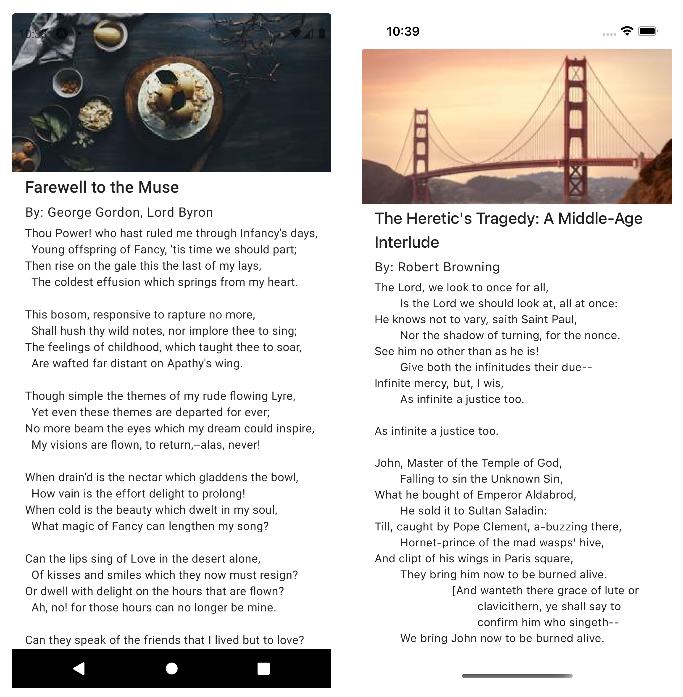 Farewell to the Muse
By: George Gordon, Lord Byron
Thou Power! who hast ruled me through Infancy's days,
Young offspring of Fancy, 'tis time we should part;
Then rise on the gale this the last of my lays,
The coldest effusion which springs from my heart.
This bosom, responsive to rapture no more,
Shall hush thy wild notes, nor implore thee to sing;
The feelings of childhood, which taught thee to soar,
Are wafted far distant on Apathy's wing.
Though simple the themes of my rude flowing Lyre,
Yet even these themes are departed for ever;
No more beam the eyes which my dream could inspire,
My visions are flown, to return,—alas, never!
When drain'd is the nectar which gladdens the bowl,
How vain is the effort delight to prolong!
When cold is the beauty which dwelt in my soul,
What magic of Fancy can lengthen my song?
Can the lips sing of Love in the desert alone,
Of kisses and smiles which they now must resign?
Or dwell with delight on the hours that are flown?
Ah, no! for those hours can no longer be mine.
Can they speak of the friends that I lived but to love?
10:39
The Heretic's Tragedy: A Middle-Age
Interlude
By: Robert Browning
The Lord, we look to once for all,
Is the Lord we should look at, all at once:
He knows not to vary, saith Saint Paul,
Nor the shadow of turning, for the nonce.
See him no other than as he is!
Give both the infinitudes their due--
Infinite mercy, but, I wis,
As infinite a justice too.
As infinite a justice too.
John, Master of the Temple of God,
Falling to sin the Unknown Sin,
What he bought of Emperor Aldabrod,
He sold it to Sultan Saladin:
Till, caught by Pope Clement, a-buzzing there,
Hornet-prince of the mad wasps' hive,
And clipt of his wings in Paris square,
They bring him now to be burned alive.
[And wanteth there grace of lute or
clavicithern, ye shall say to
confirm him who singeth--
We bring John now to be burned alive.